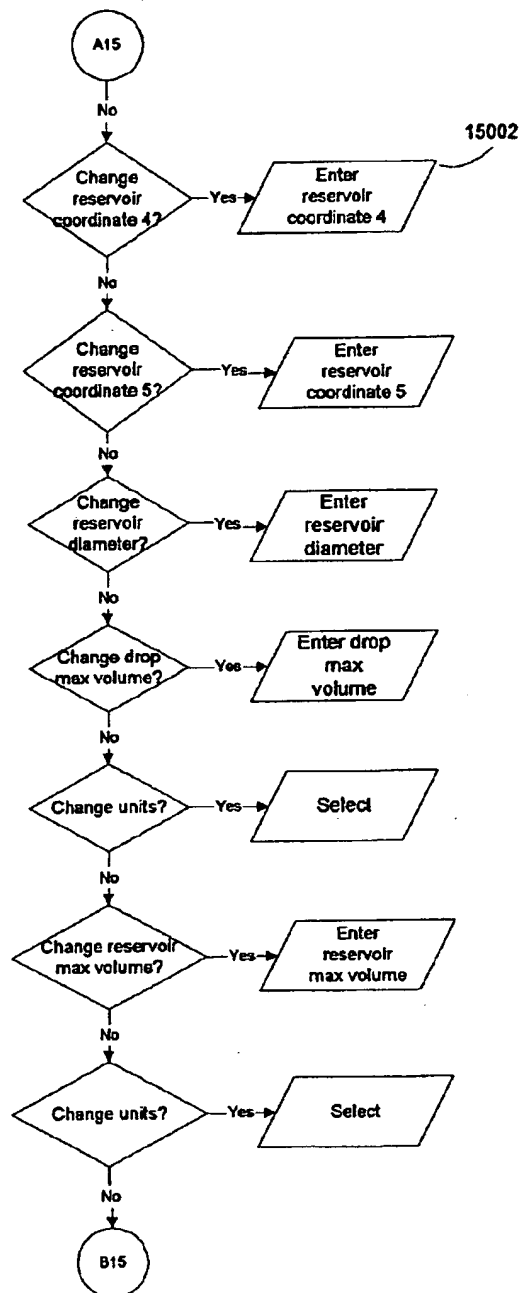 A15
No
15002
Change
reservoir
coordinate 4?
Yes
Enter
reservoir
coordinate 4
No
Change
reservoir
coordinate 5?
Yes
Enter
reservoir
coordinate 5
No
Change
reservoir
diameter?
Yes
Enter
reservoir
diameter
No
Change drop
max volume?
Yes
Enter drop
max
volume
No
Change units?
Yes
Select
No
Change reservoir
max volume?
Yes
Enter
reservoir
max volume
No
Change units?
Yes
Select
No
B15